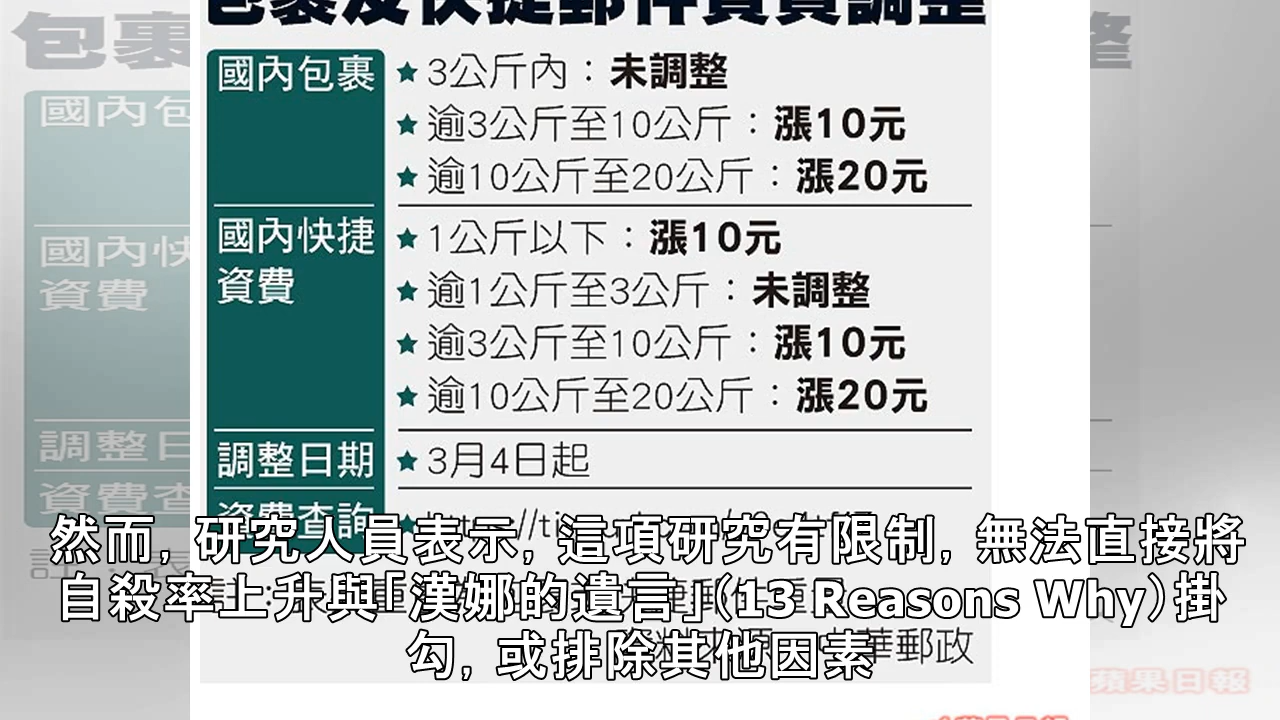 包裹及快捷郵件資費調整
國內包裹
★ 3公斤內：未調整
★ 逾3公斤至10公斤：漲10元
★ 逾10公斤至20公斤：漲20元
國內快捷
資費
★ 1公斤以下：漲10元
★ 逾1公斤至3公斤：未調整
★ 逾3公斤至10公斤：漲10元
★ 逾10公斤至20公斤：漲20元
調整日期
★ 3月4日起
資費查詢
中華郵政
然而, 研究人員表示, 這項研究有限制, 無法直接將
自殺率上升與「漢娜的遺言」(13 Reasons Why)掛
勾, 或排除其他因素
蘋果日報